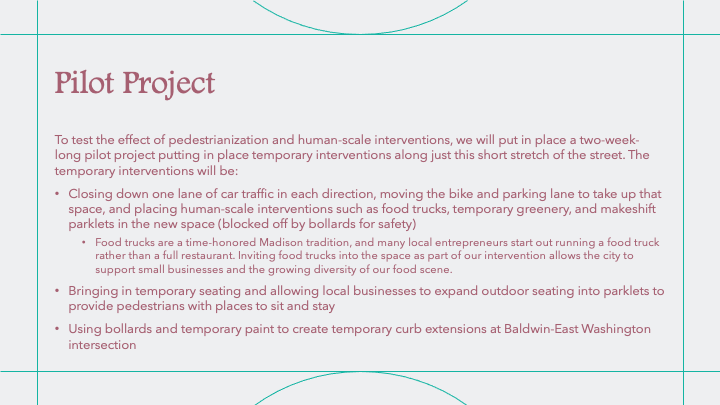 Pilot Project
To test the effect of pedestrianization and human-scale interventions, we will put in place a two-week-
long pilot project putting in place temporary interventions along just this short stretch of the street. The
temporary interventions will be:
• Closing down one lane of car traffic in each direction, moving the bike and parking lane to take up that
space, and placing human-scale interventions such as food trucks, temporary greenery, and makeshift
parklets in the new space (blocked off by bollards for safety)
• Food trucks are a time-honored Madison tradition, and many local entrepreneurs start out running a food truck
rather than a full restaurant. Inviting food trucks into the space as part of our intervention allows the city to
support small businesses and the growing diversity of our food scene.
• Bringing in temporary seating and allowing local businesses to expand outdoor seating into parklets to
provide pedestrians with places to sit and stay
• Using bollards and temporary paint to create temporary curb extensions at Baldwin-East Washington
intersection